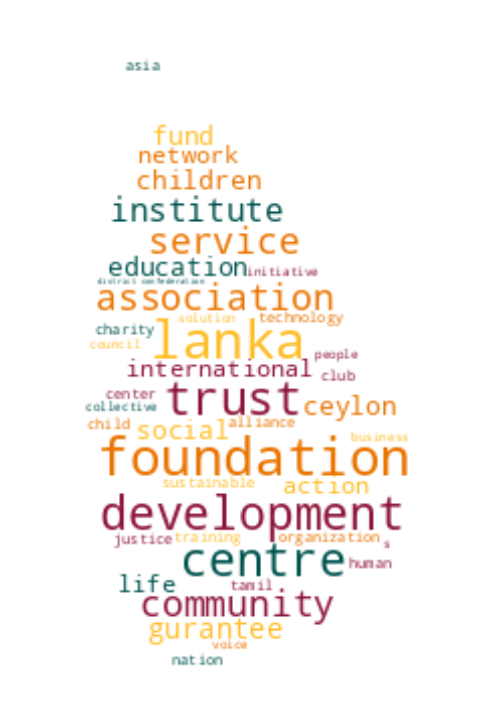 asia
fund
network
children
institute
service
education initiative
district confederation
association
solution technology
charity
lanka
council
people
international
club
center
trust
collective
ceylon
child social alliance
business
foundation
sustainable action
development
justice training organization s
centre
human
life tamil
community
gurantee
voice
nation